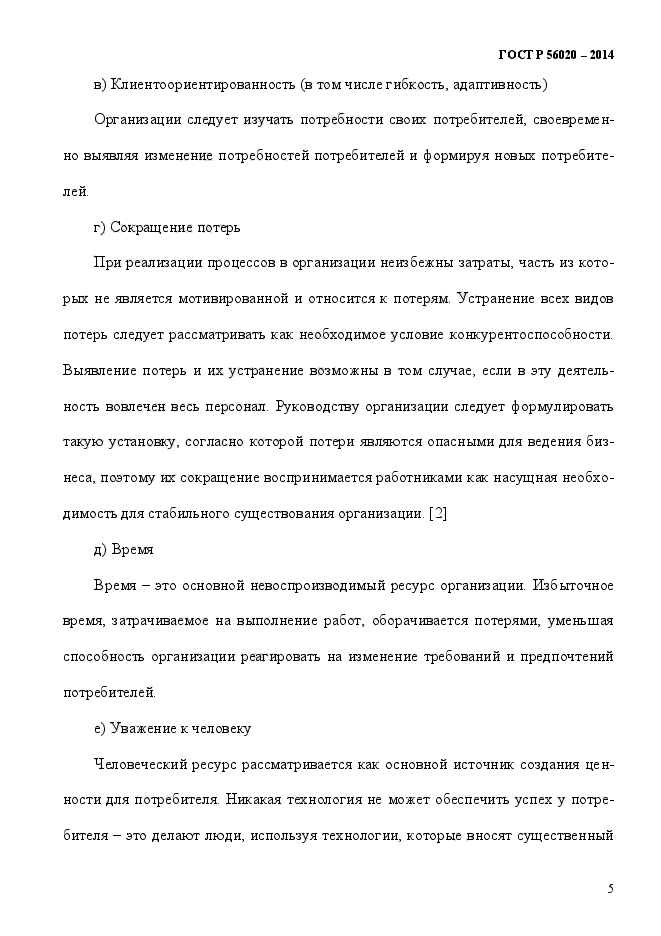 ГОСТ Р 56020 – 2014
в) Клиентоориентированность (в том числе гибкость, адаптивность)
Организации следует изучать потребности своих потребителей, своевремен-
но выявляя изменение потребностей потребителей и формируя новых потребите-
лей.
г) Сокращение потерь
При реализации процессов в организации неизбежны затраты, часть из кото-
рых не является мотивированной и относится к потерям. Устранение всех видов
потерь следует рассматривать как необходимое условие конкурентоспособности.
Выявление потерь и их устранение возможны в том случае, если в эту деятель-
ность вовлечен весь персонал. Руководству организации следует формулировать
такую установку, согласно которой потери являются опасными для ведения биз-
неса, поэтому их сокращение воспринимается работниками как насущная необхо-
димость для стабильного существования организации. [2]
д) Время
Время – это основной невоспроизводимый ресурс организации. Избыточное
время, затрачиваемое на выполнение работ, оборачивается потерями, уменьшая
способность организации реагировать на изменение требований и предпочтений
потребителей.
е) Уважение к человеку
Человеческий ресурс рассматривается как основной источник создания цен-
ности для потребителя. Никакая технология не может обеспечить успех у потре-
бителя – это делают люди, используя технологии, которые вносят существенный
5